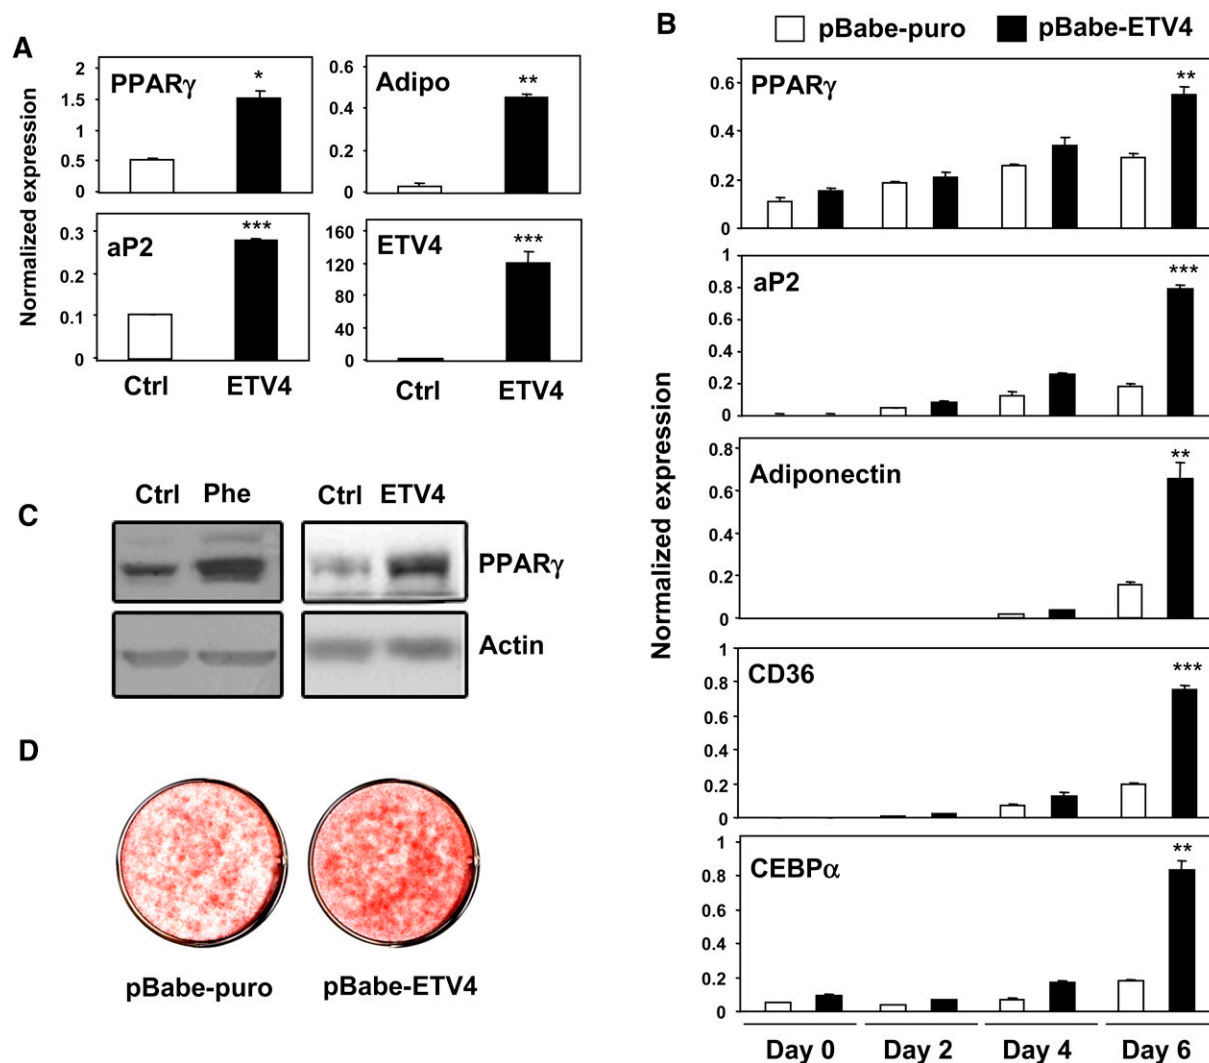 A
Normalized expression
PPARγ
2
1.5
1
0.5
0
*
Adipo
0.6
0.4
0.2
0
**
aP2
0.3
0.2
0.1
0
***
ETV4
120
160
80
40
0
***
Ctrl ETV4
Ctrl ETV4
C
Ctrl Phe
Ctrl ETV4
PPARγ
Actin
D
pBabe-puro
pBabe-ETV4
B
pBabe-puro pBabe-ETV4
Normalized expression
PPARγ
0.6
0.4
0.2
0
**
aP2
1
0.8
0.6
0.4
0.2
0
***
Adiponectin
0.8
0.6
0.4
0.2
0
**
CD36
1
0.8
0.6
0.4
0.2
0
***
CEBPα
1
0.8
0.6
0.4
0.2
0
**
Day 0 Day 2 Day 4 Day 6